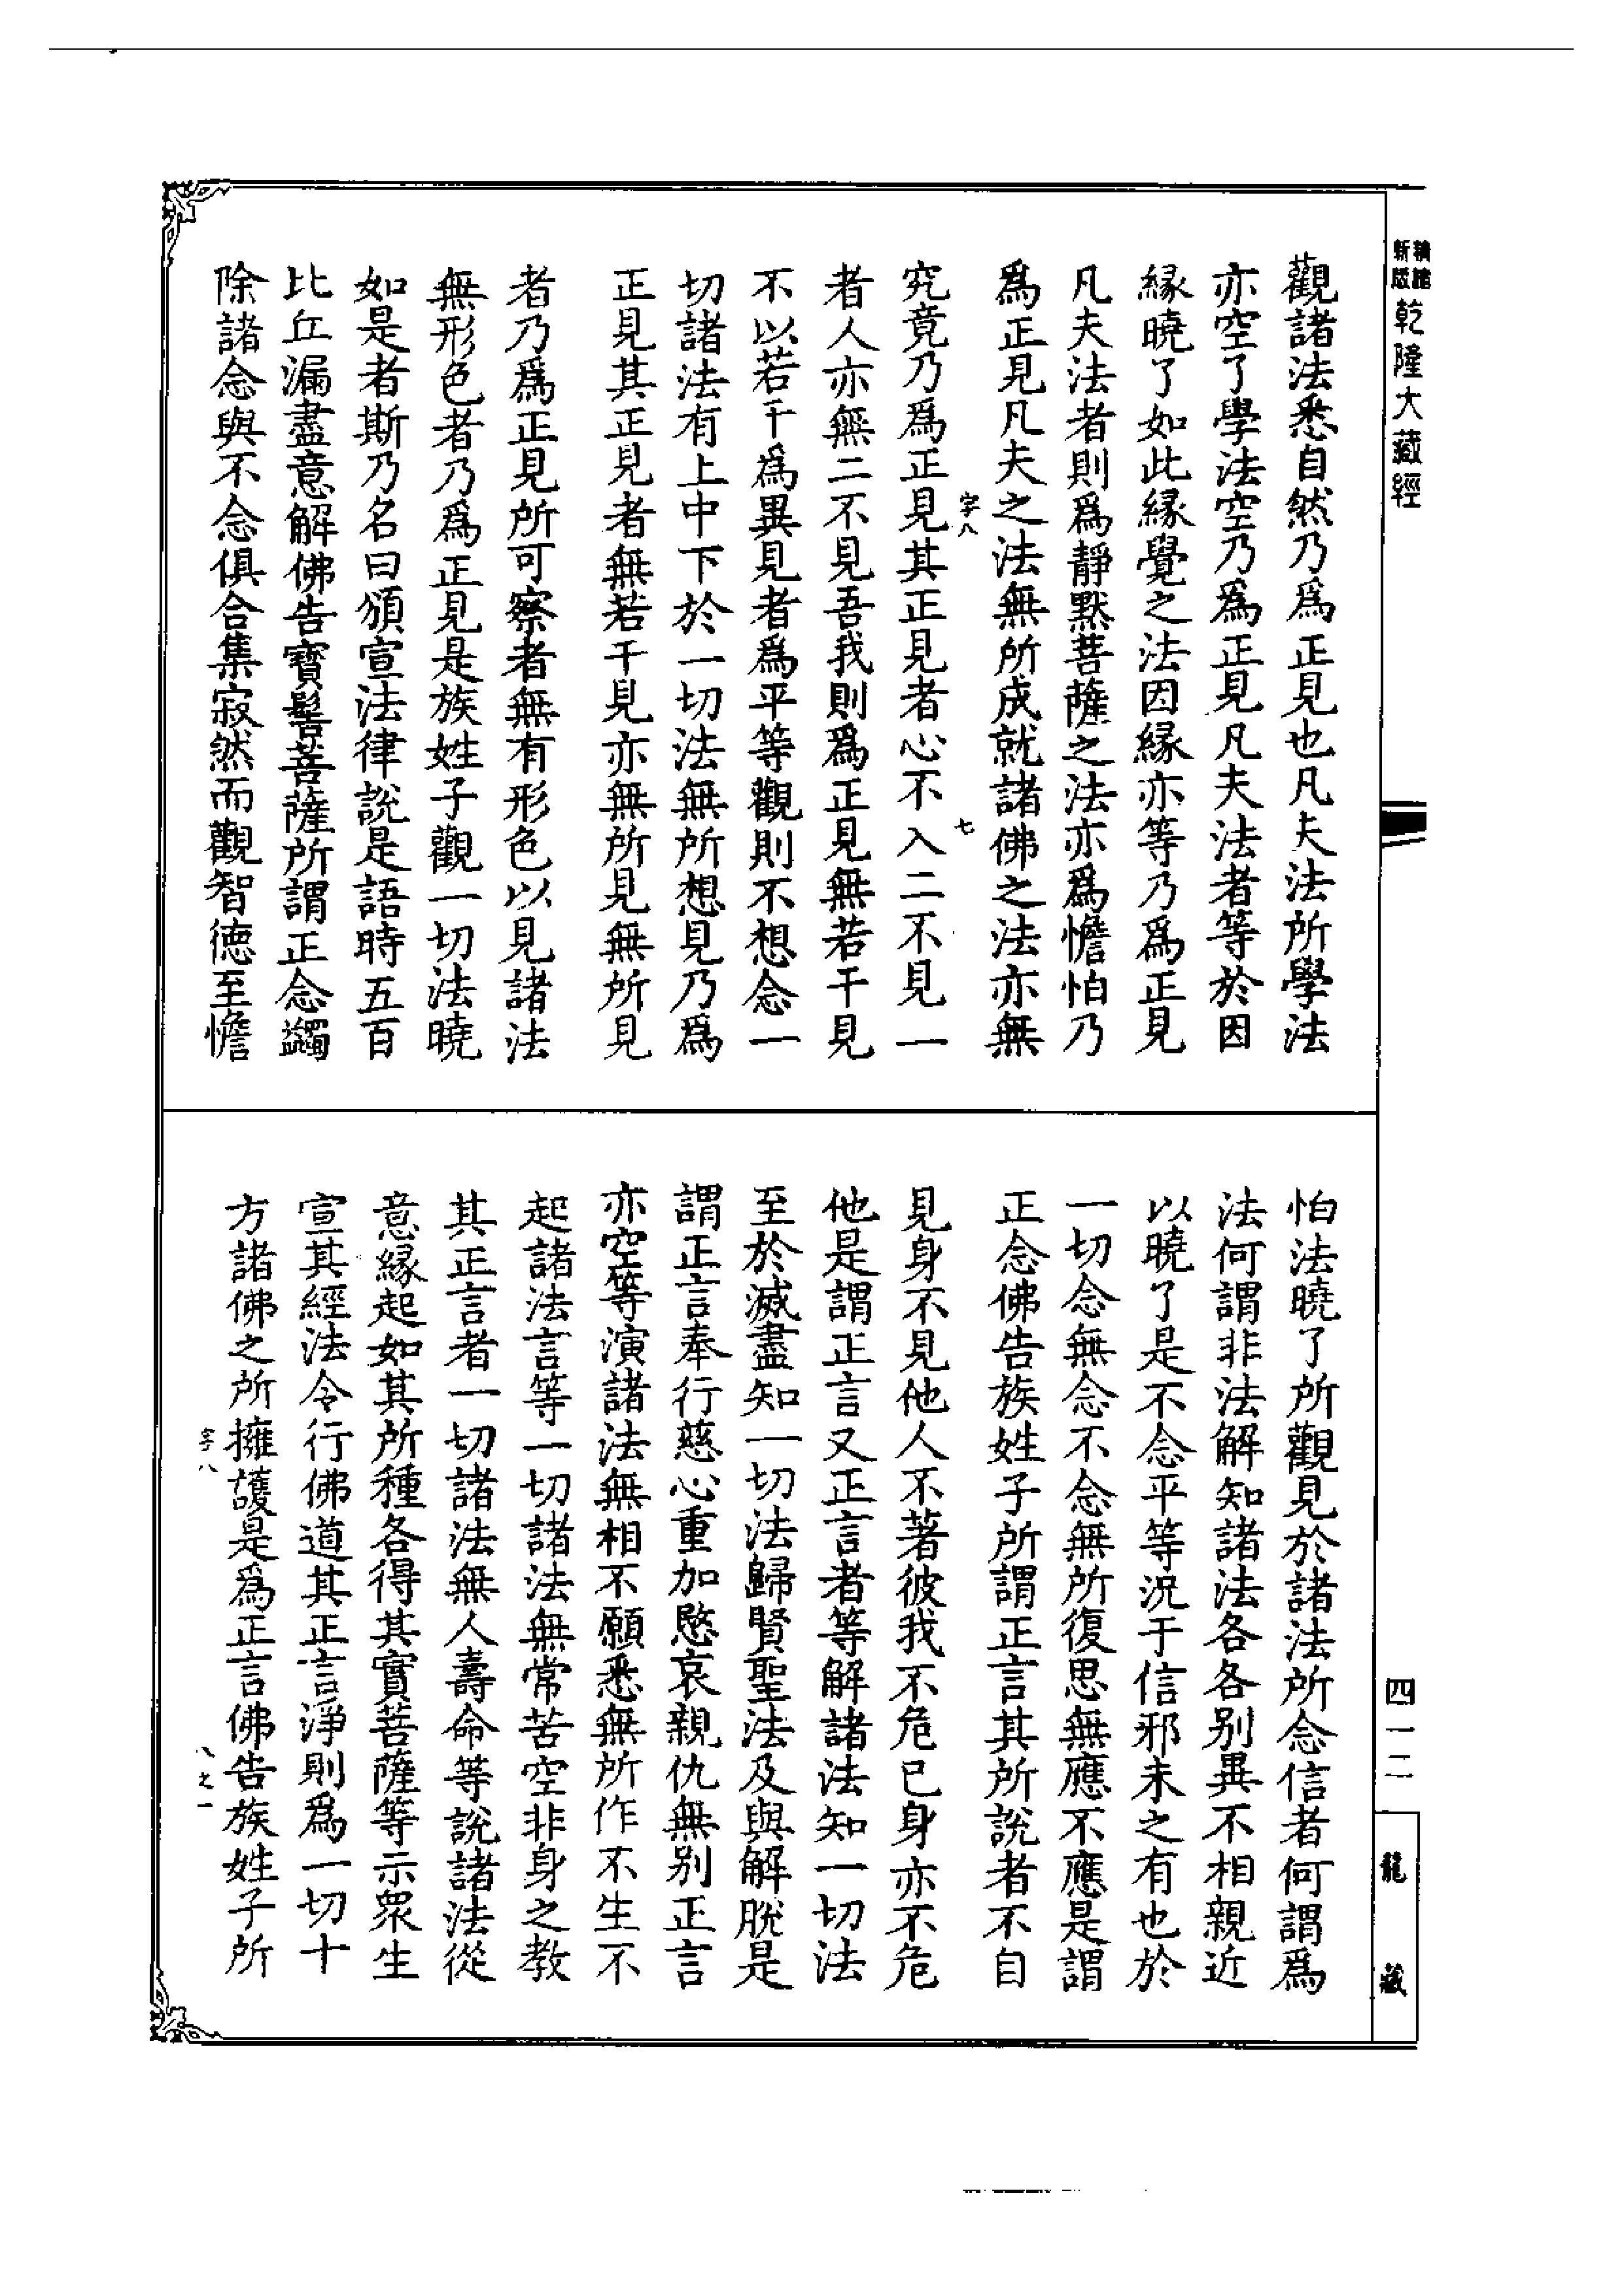 新版
精縮
乾隆大藏經
觀諸法悉自然乃爲正見也凡夫法所學法
亦空了學法空乃爲正見凡夫法者等於因
緣曉了如此緣覺之法因緣亦等乃爲正見
凡夫法者則爲靜默菩薩之法亦爲憺怕乃
爲正見凡夫之法無所成就諸佛之法亦無
字八
七
究竟乃爲正見其正見者心不入二不見一
者人亦無二不見吾我則爲正見無若干見
不以若干爲異見者爲平等觀則不想念一
切諸法有上中下於一切法無所想見乃爲
正見其正見者無若干見亦無所見無所見
者乃爲正見所可察者無有形色以見諸法
無形色者乃爲正見是族姓子觀一切法曉
如是者斯乃名曰頒宣法律說是語時五百
比丘漏盡意解佛告寶髻菩薩所謂正念蠲
除諸念與不念俱合集寂然而觀智德至憺
怕法曉了所觀見於諸法所念信者何謂爲
法何謂非法解知諸法各各别異不相親近
以曉了是不念平等況于信邪未之有也於
一切念無念不念無所復思無應不應是謂
正念佛告族姓子所謂正言其所說者不自
見身不見他人不著彼我不危已身亦不危
他是謂正言又正言者等解諸法知一切法
至於滅盡知一切法歸賢聖法及與解脫是
謂正言奉行慈心重加愍哀親仇無别正言
亦空等演諸法無相不願悉無所作不生不
起諸法言等一切諸法無常苦空非身之教
其正言者一切諸法無人壽命等說諸法從
意緣起如其所種各得其實菩薩等示眾生
宣其經法令行佛道其正言淨則爲一切十
方諸佛之所擁護是爲正言佛告族姓子所
字八
八之一
四一二
龍藏